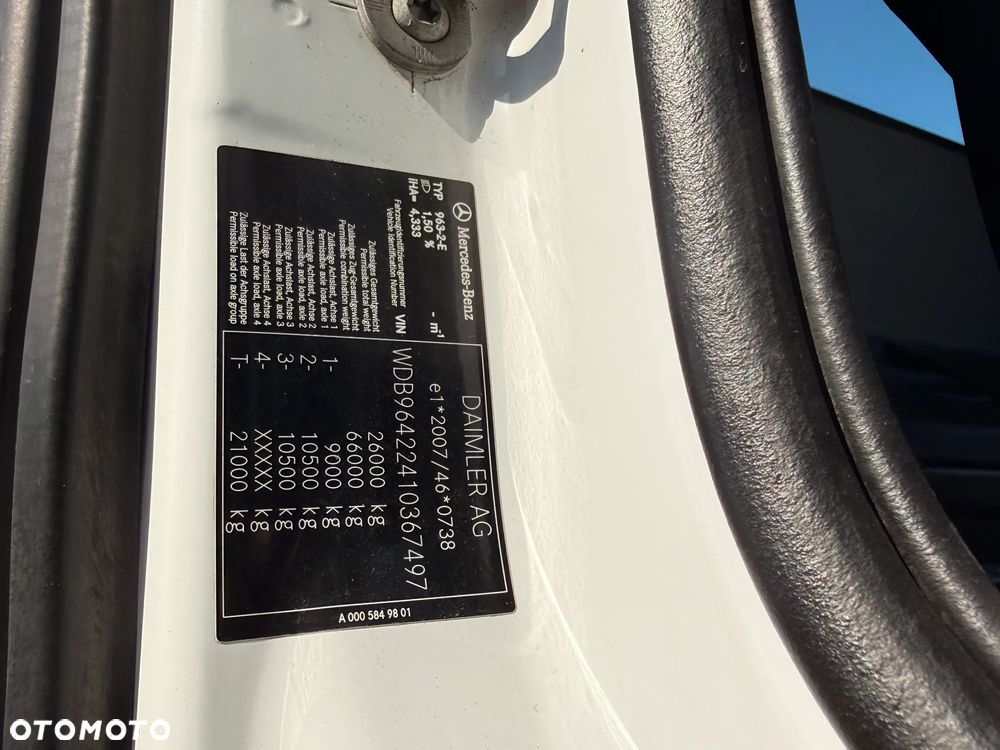 Mercedes-Benz
DAIMLER AG
TYP 963-2-E
1,50 % - m-1 e1*2007/46*0738
iHA= 4,333
Fahrzeugidentifizierungsnummer
Vehicle Identification Number VIN WDB96422410367497
Zulässiges Gesamtgewicht
Permissible total weight 26000 kg
Zulässiges Zug-Gesamtgewicht
Permissible combination weight 66000 kg
Zulässige Achslast, Achse 1
Permissible axle load, axle 1 1- 9000 kg
Zulässige Achslast, Achse 2
Permissible axle load, axle 2 2- 10500 kg
Zulässige Achslast, Achse 3
Permissible axle load, axle 3 3- 10500 kg
Zulässige Achslast, Achse 4
Permissible axle load, axle 4 4- XXXXX kg
Zulässige Last der Achsgruppe
Permissible load on axle group T- 21000 kg
A 000 584 98 01
OTOMOTO